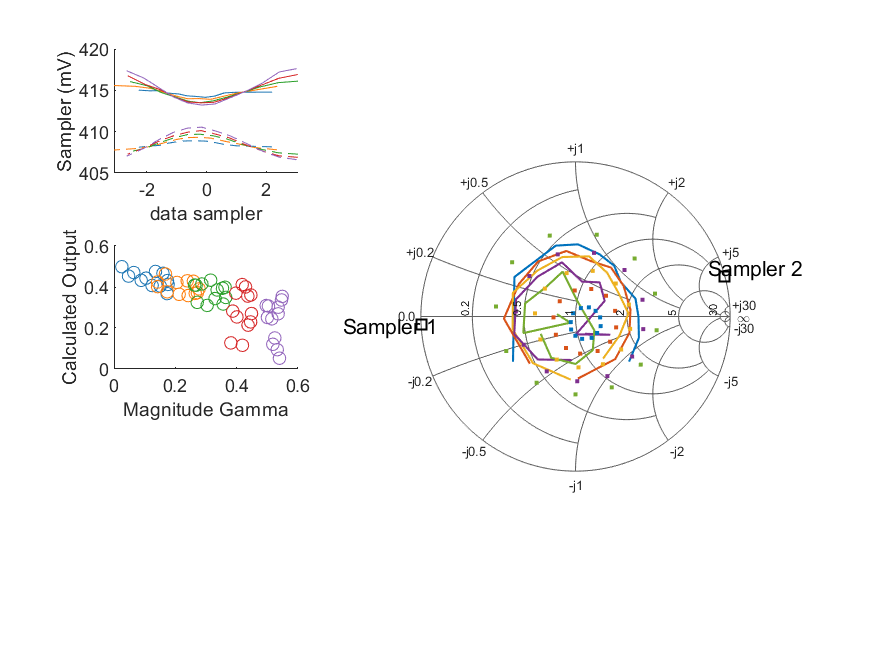 420
415
410
405
Sampler (mV)
-2
0
2
data sampler
0.6
0.4
0.2
0
Calculated Output
0
0.2
0.4
0.6
Magnitude Gamma
+j1
+j0.5
+j2
+j0.2
+j5
Sampler 2
+j30
0.0
0.2
0.5
1
2
5
30
∞
Sampler 1
-j30
-j0.2
-j5
-j0.5
-j2
-j1